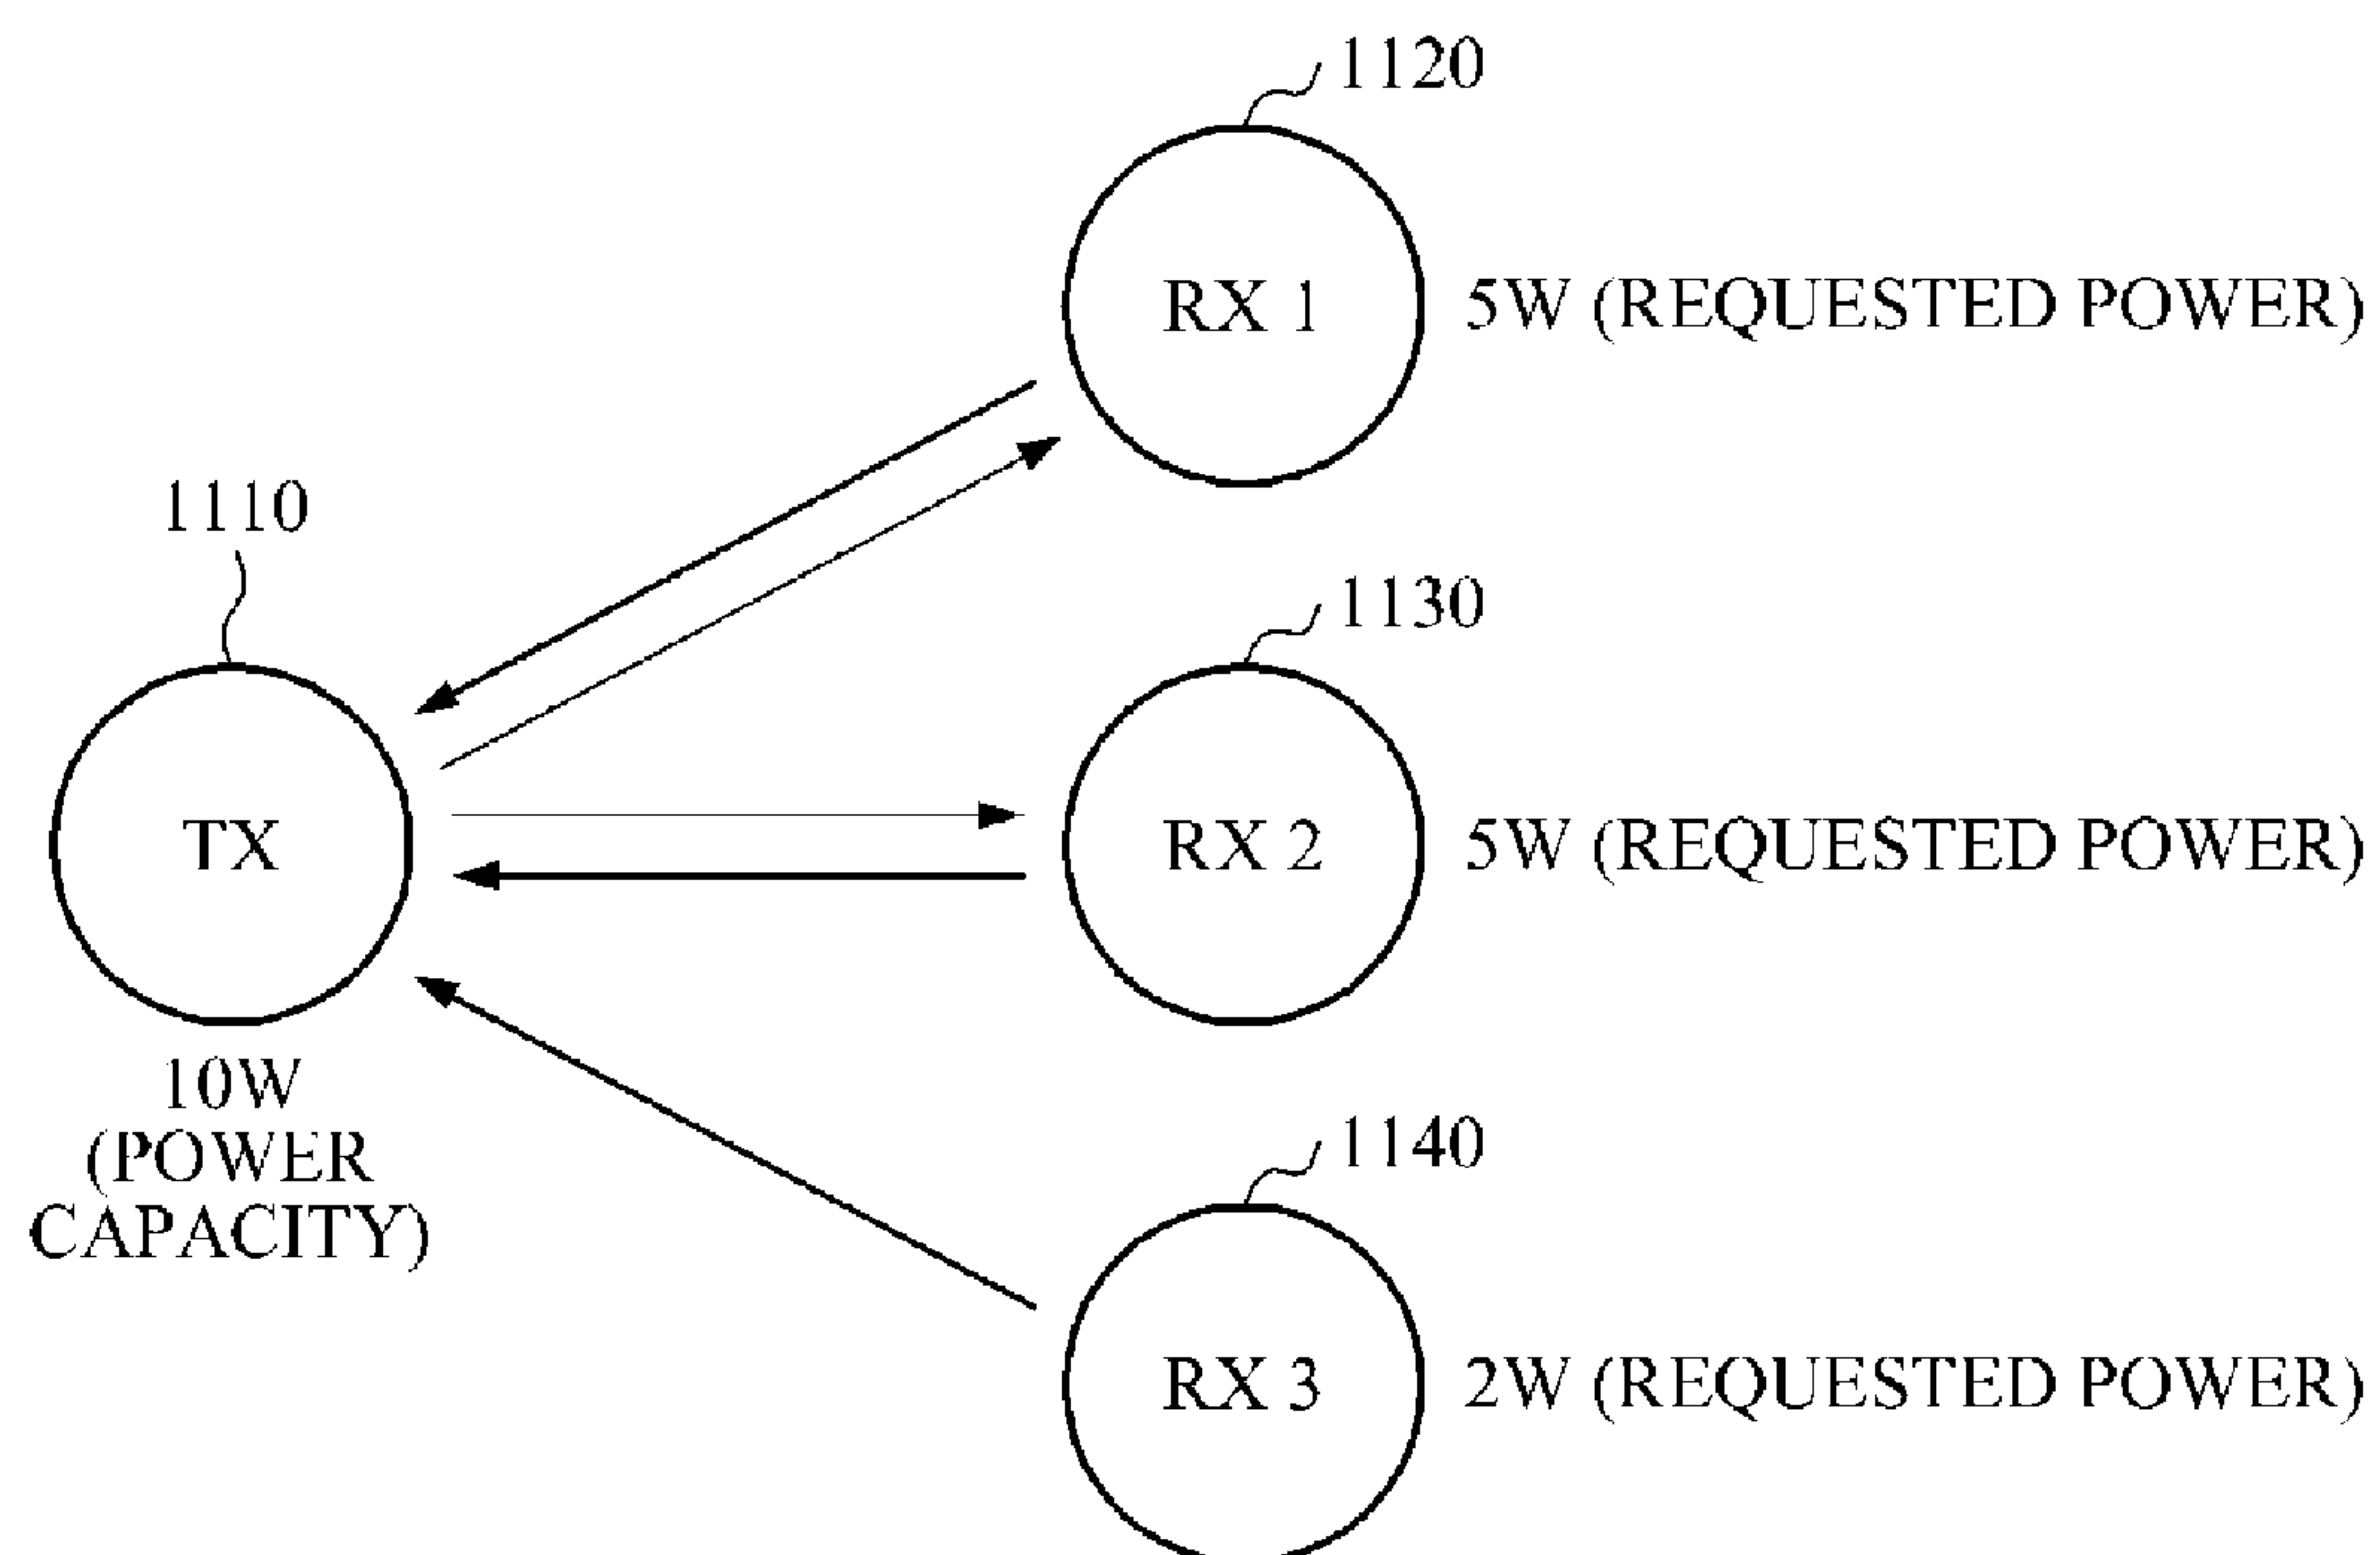 1120
RX 1
5W (REQUESTED POWER)
1110
TX
10W
(POWER
CAPACITY)
1130
RX 2
5W (REQUESTED POWER)
1140
RX 3
2W (REQUESTED POWER)